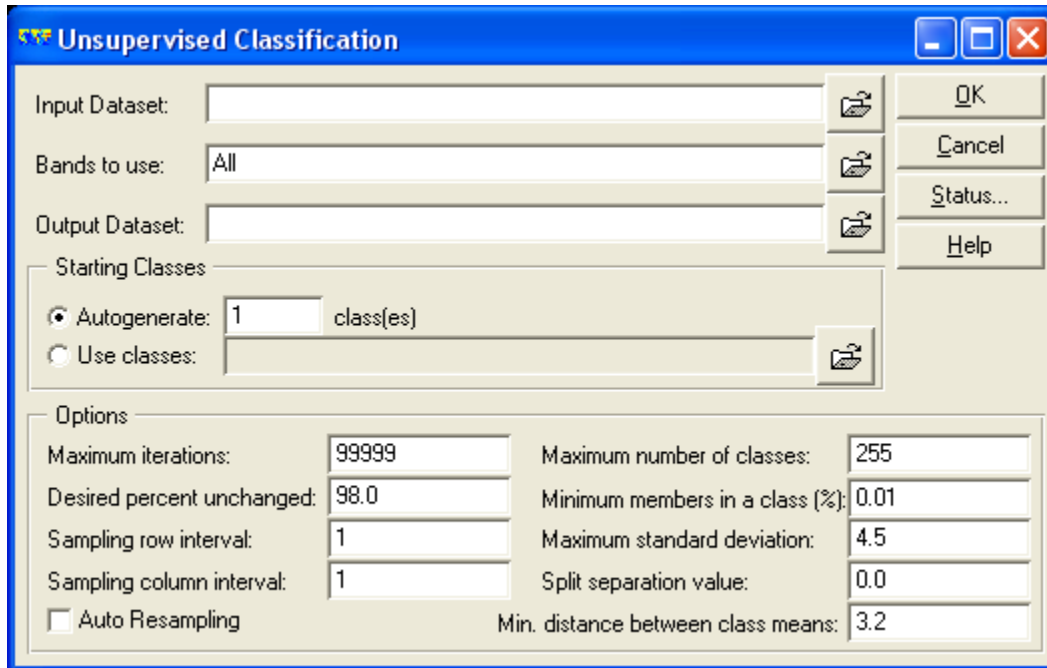 Unsupervised Classification
Input Dataset:
OK
Bands to use: All
Cancel
Output Dataset:
Status...
Help
Starting Classes
Autogenerate: 1 class(es)
Use classes:
Options
Maximum iterations: 99999
Maximum number of classes: 255
Desired percent unchanged: 98.0
Minimum members in a class (%): 0.01
Sampling row interval: 1
Maximum standard deviation: 4.5
Sampling column interval: 1
Split separation value: 0.0
Auto Resampling
Min. distance between class means: 3.2